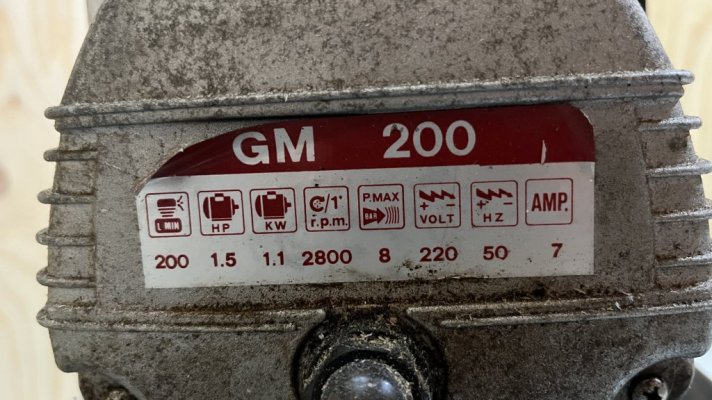 GM 200
L MIN HP KW C/1' r.p.m. P.MAX BAR VOLT HZ AMP.
200 1.5 1.1 2800 8 220 50 7